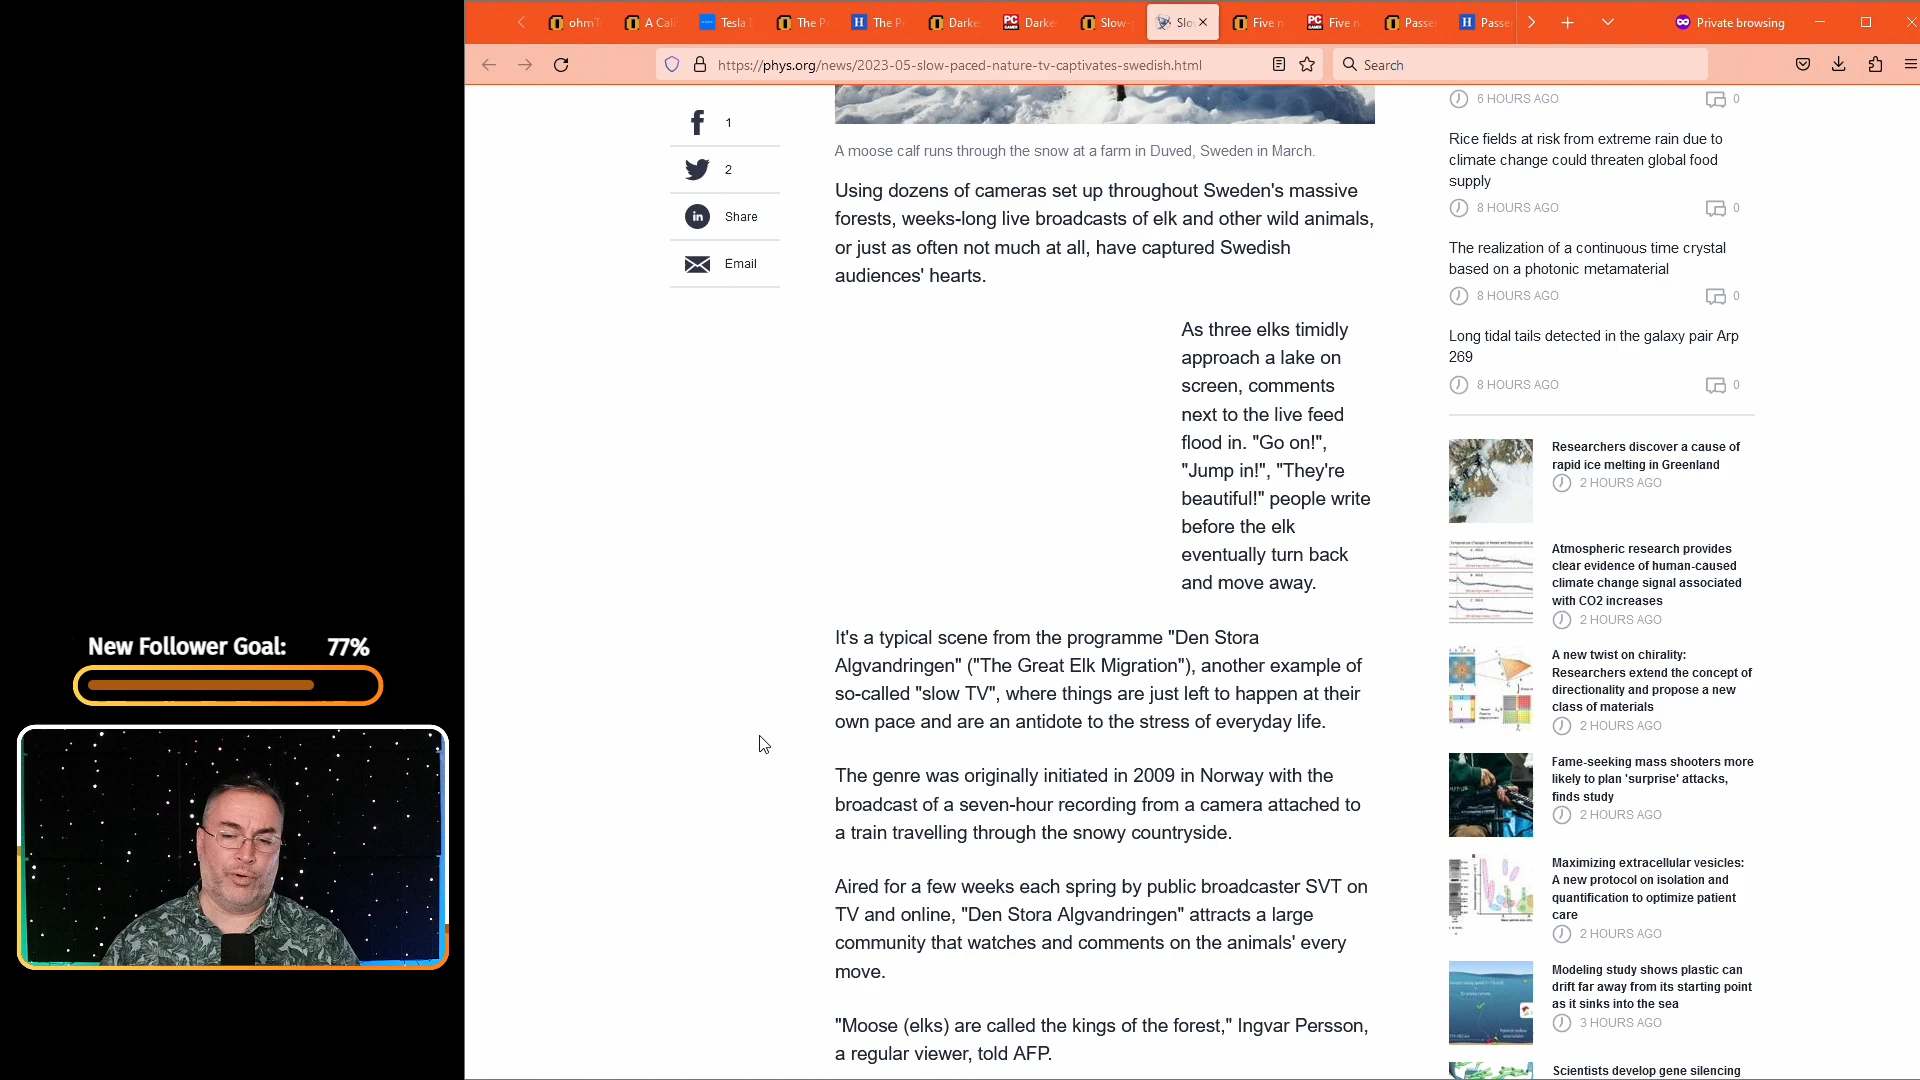 ohm
A Cal
Tesla
The P
The P
Darke
Darke
Slow-
Slo
Five n
Five n
Passe
Passe
Private browsing
https://phys.org/news/2023-05-slow-paced-nature-tv-captivates-swedish.html
Search
1
2
Share
Email
A moose calf runs through the snow at a farm in Duved, Sweden in March.
Using dozens of cameras set up throughout Sweden's massive
forests, weeks-long live broadcasts of elk and other wild animals,
or just as often not much at all, have captured Swedish
audiences' hearts.
As three elks timidly
approach a lake on
screen, comments
next to the live feed
flood in. "Go on!",
"Jump in!", "They're
beautiful!" people write
before the elk
eventually turn back
and move away.
It's a typical scene from the programme "Den Stora
Algvandringen" ("The Great Elk Migration"), another example of
so-called "slow TV", where things are just left to happen at their
own pace and are an antidote to the stress of everyday life.
The genre was originally initiated in 2009 in Norway with the
broadcast of a seven-hour recording from a camera attached to
a train travelling through the snowy countryside.
Aired for a few weeks each spring by public broadcaster SVT on
TV and online, "Den Stora Algvandringen" attracts a large
community that watches and comments on the animals' every
move.
"Moose (elks) are called the kings of the forest," Ingvar Persson,
a regular viewer, told AFP.
6 HOURS AGO
0
Rice fields at risk from extreme rain due to
climate change could threaten global food
supply
8 HOURS AGO
0
The realization of a continuous time crystal
based on a photonic metamaterial
8 HOURS AGO
0
Long tidal tails detected in the galaxy pair Arp
269
8 HOURS AGO
0
Researchers discover a cause of
rapid ice melting in Greenland
2 HOURS AGO
Atmospheric research provides
clear evidence of human-caused
climate change signal associated
with CO2 increases
2 HOURS AGO
A new twist on chirality:
Researchers extend the concept of
directionality and propose a new
class of materials
2 HOURS AGO
Fame-seeking mass shooters more
likely to plan 'surprise' attacks,
finds study
2 HOURS AGO
Maximizing extracellular vesicles:
A new protocol on isolation and
quantification to optimize patient
care
2 HOURS AGO
Modeling study shows plastic can
drift far away from its starting point
as it sinks into the sea
3 HOURS AGO
Scientists develop gene silencing
New Follower Goal: 77%